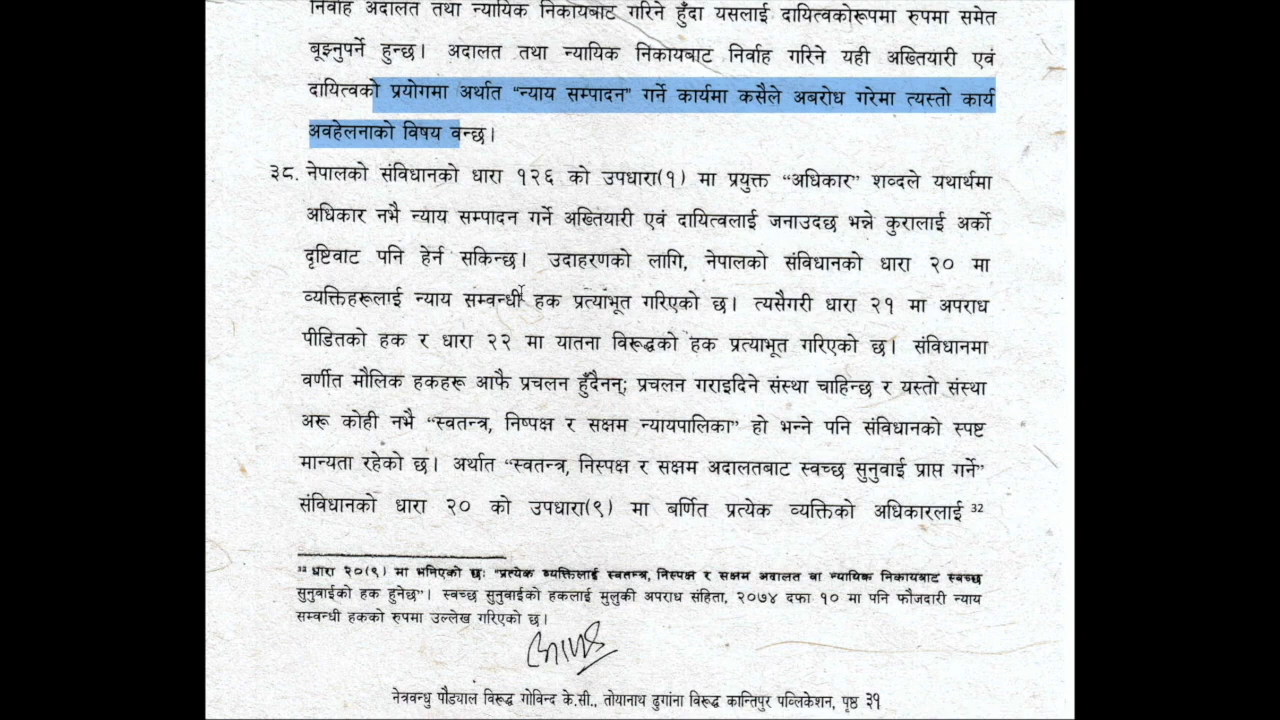 निर्वाह अदालत तथा न्यायिक निकायबाट गरिने हुँदा यसलाई दायित्वकोरूपमा रुपमा समेत
बूझ्नुपर्ने हुन्छ। अदालत तथा न्यायिक निकायबाट निर्वाह गरिने यही अख्तियारी एवं
दायित्वको प्रयोगमा अर्थात “न्याय सम्पादन” गर्ने कार्यमा कसैले अबरोध गरेमा त्यस्तो कार्य
अवहेलनाको विषय वन्छ।
३८. नेपालको संविधानको धारा १२६ को उपधारा(१) मा प्रयुक्त “अधिकार” शव्दले यथार्थमा
अधिकार नभै न्याय सम्पादन गर्ने अख्तियारी एवं दायित्वलाई जनाउदछ भन्ने कुरालाई अर्को
दृष्टिवाट पनि हेर्न सकिन्छ। उदाहरणको लागि, नेपालको संविधानको धारा २० मा
व्यक्तिहरूलाई न्याय सम्वन्धी हक प्रत्याभूत गरिएको छ। त्यसैगरी धारा २१ मा अपराध
पीडितको हक र धारा २२ मा यातना विरूद्धको हक प्रत्याभूत गरिएको छ। संविधानमा
वर्णीत मौलिक हकहरू आफै प्रचलन हुँदैनन्; प्रचलन गराइदिने संस्था चाहिन्छ र यस्तो संस्था
अरू कोही नभै “स्वतन्त्र, निष्पक्ष र सक्षम न्यायपालिका” हो भन्ने पनि संविधानको स्पष्ट
मान्यता रहेको छ। अर्थात “स्वतन्त्र, निस्पक्ष र सक्षम अदालतबाट स्वच्छ सुनुवाई प्राप्त गर्ने”
संविधानको धारा २० को उपधारा(९) मा बर्णित प्रत्येक व्यक्तिको अधिकारलाई ³²
³² धारा २०(९) मा भनिएको छः “प्रत्येक व्यक्तिलाई स्वतन्त्र, निस्पक्ष र सक्षम अदालत वा न्यायिक निकायबाट स्वच्छ
सुनुवाईको हक हुनेछ”। स्वच्छ सुनुवाईको हकलाई मुलुकी अपराध संहिता, २०७४ दफा १० मा पनि फौजदारी न्याय
सम्वन्धी हकको रुपमा उल्लेख गरिएको छ।
नेत्रवन्धु पौड्याल विरूद्ध गोविन्द के.सी., तोयानाथ ढुगांना विरूद्ध कान्तिपुर पव्लिकेशन, पृष्ठ ३१